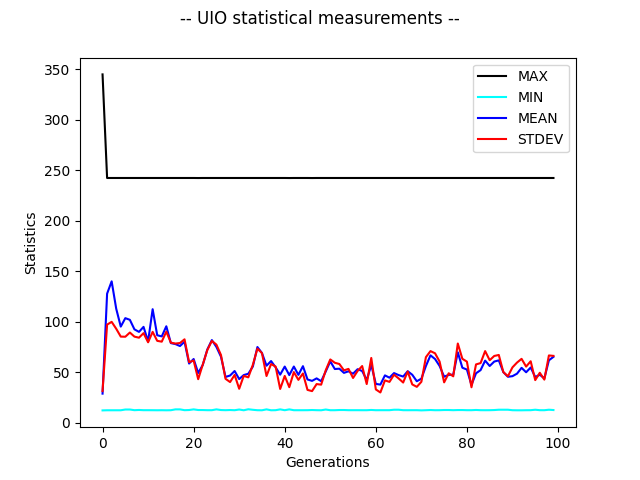 -- UIO statistical measurements --
MAX
MIN
MEAN
STDEV
Statistics
350
300
250
200
150
100
50
0
0 20 40 60 80 100
Generations